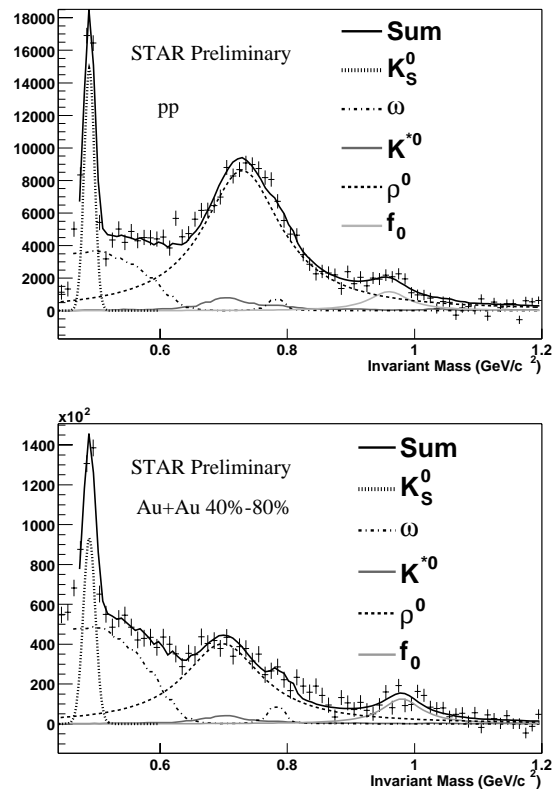 18000
16000
14000
12000
10000
8000
6000
4000
2000
0
STAR Preliminary
pp
Sum
K⁰_S
ω
K*⁰
ρ⁰
f₀
0.6 0.8 1 1.2
Invariant Mass (GeV/c²)
x10²
1400
1200
1000
800
600
400
200
0
STAR Preliminary
Au+Au 40%-80%
Sum
K⁰_S
ω
K*⁰
ρ⁰
f₀
0.6 0.8 1 1.2
Invariant Mass (GeV/c²)